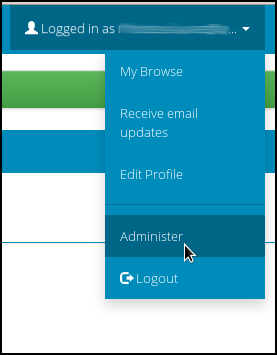 Logged in as ...
My Browse
Receive email
updates
Edit Profile
Administer
Logout